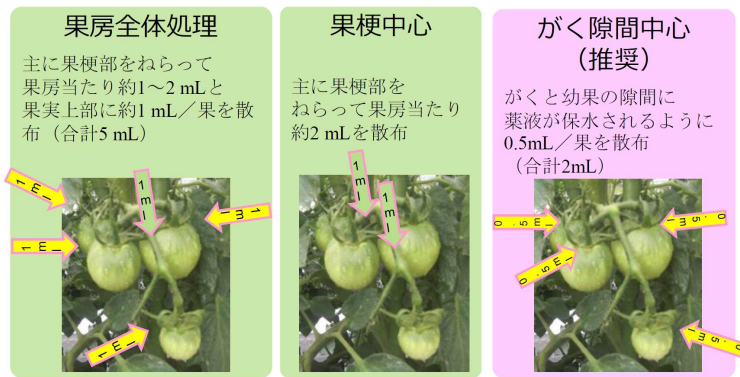 果房全体処理
主に果梗部をねらって
果房当たり約1～2 mLと
果実上部に約1 mL／果を散
布（合計5 mL）
1ml
1ml
1ml
1ml
1ml
果梗中心
主に果梗部を
ねらって果房当たり
約2 mLを散布
1ml
1ml
がく隙間中心
（推奨）
がくと幼果の隙間に
薬液が保水されるように
0.5mL／果を散布
（合計2mL）
0.5ml
0.5ml
0.5ml
0.5ml